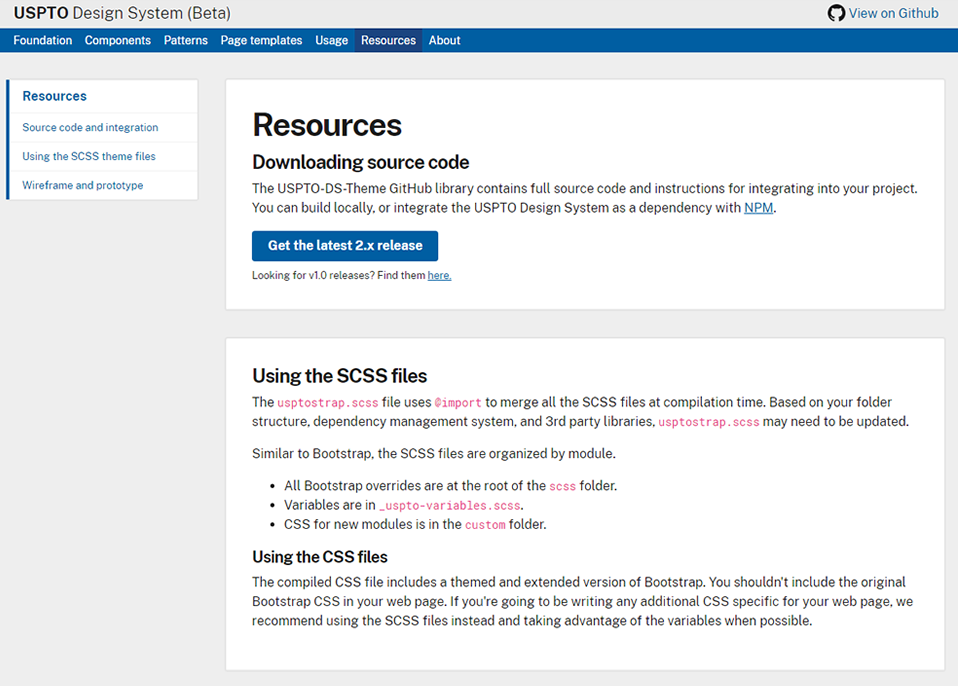 USPTO Design System (Beta)
View on Github
Foundation Components Patterns Page templates Usage Resources About
Resources
Source code and integration
Using the SCSS theme files
Wireframe and prototype
Resources
Downloading source code
The USPTO-DS-Theme GitHub library contains full source code and instructions for integrating into your project.
You can build locally, or integrate the USPTO Design System as a dependency with NPM.
Get the latest 2.x release
Looking for v1.0 releases? Find them here.
Using the SCSS files
The usptostrap.scss file uses @import to merge all the SCSS files at compilation time. Based on your folder
structure, dependency management system, and 3rd party libraries, usptostrap.scss may need to be updated.
Similar to Bootstrap, the SCSS files are organized by module.
• All Bootstrap overrides are at the root of the scss folder.
• Variables are in _uspto-variables.scss.
• CSS for new modules is in the custom folder.
Using the CSS files
The compiled CSS file includes a themed and extended version of Bootstrap. You shouldn't include the original
Bootstrap CSS in your web page. If you're going to be writing any additional CSS specific for your web page, we
recommend using the SCSS files instead and taking advantage of the variables when possible.